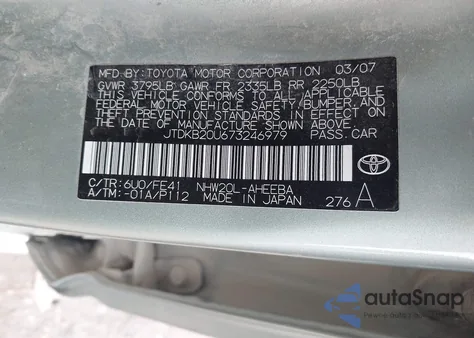 MFD. BY: TOYOTA MOTOR CORPORATION 03/07
GVWR 3795LB GAWR FR 2335LB RR 2250LB
THIS VEHICLE CONFORMS TO ALL APPLICABLE
FEDERAL MOTOR VEHICLE SAFETY, BUMPER, AND
THEFT PREVENTION STANDARDS IN EFFECT ON
THE DATE OF MANUFACTURE SHOWN ABOVE.
JTDKB20U673246979 PASS.CAR
C/TR: 6U0/FE41 NHW20L-AHEEBA
A/TM: -01A/P112 MADE IN JAPAN 276 A
TOYOTA
autoSnap